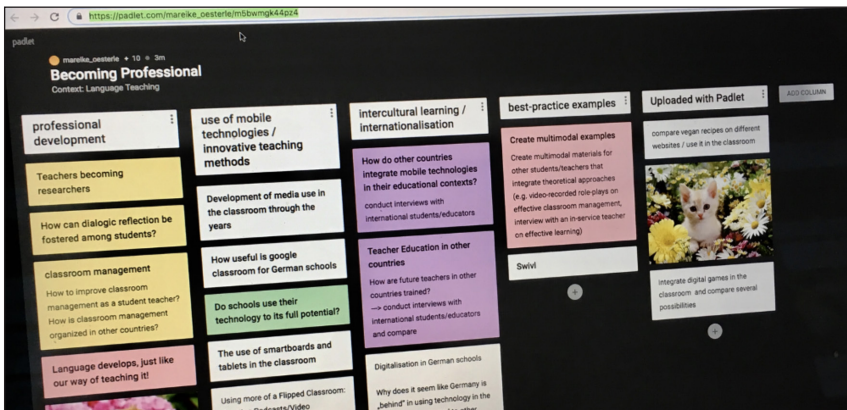 https://padlet.com/mareike_oesterle/m5bwmgk44pz4
padlet
mareike_oesterle + 10 3m
Becoming Professional
Context: Language Teaching
professional
development
Teachers becoming
researchers
How can dialogic reflection be
fostered among students?
classroom management
How to improve classroom
management as a student teacher?
How is classroom management
organized in other countries?
Language develops, just like
our way of teaching it!
use of mobile
technologies /
innovative teaching
methods
Development of media use in
the classroom through the
years
How useful is google
classroom for German schools
Do schools use their
technology to its full potential?
The use of smartboards and
tablets in the classroom
Using more of a Flipped Classroom:
Podcasts/Video
intercultural learning /
internationalisation
How do other countries
integrate mobile technologies
in their educational contexts?
conduct interviews with
international students/educators
Teacher Education in other
countries
How are future teachers in other
countries trained?
—> conduct interviews with
international students/educators
and compare
Digitalisation in German schools
Why does it seem like Germany is
„behind" in using technology in the
other
best-practice examples
Create multimodal examples
Create multimodal materials for
other students/teachers that
integrate theoretical approaches
(e.g. video-recorded role-plays on
effective classroom management,
interview with an in-service teacher
on effective learning)
Swivl
Uploaded with Padlet
compare vegan recipes on different
websites / use it in the classroom
Integrate digital games in the
classroom and compare several
possibilities
ADD COLUMN